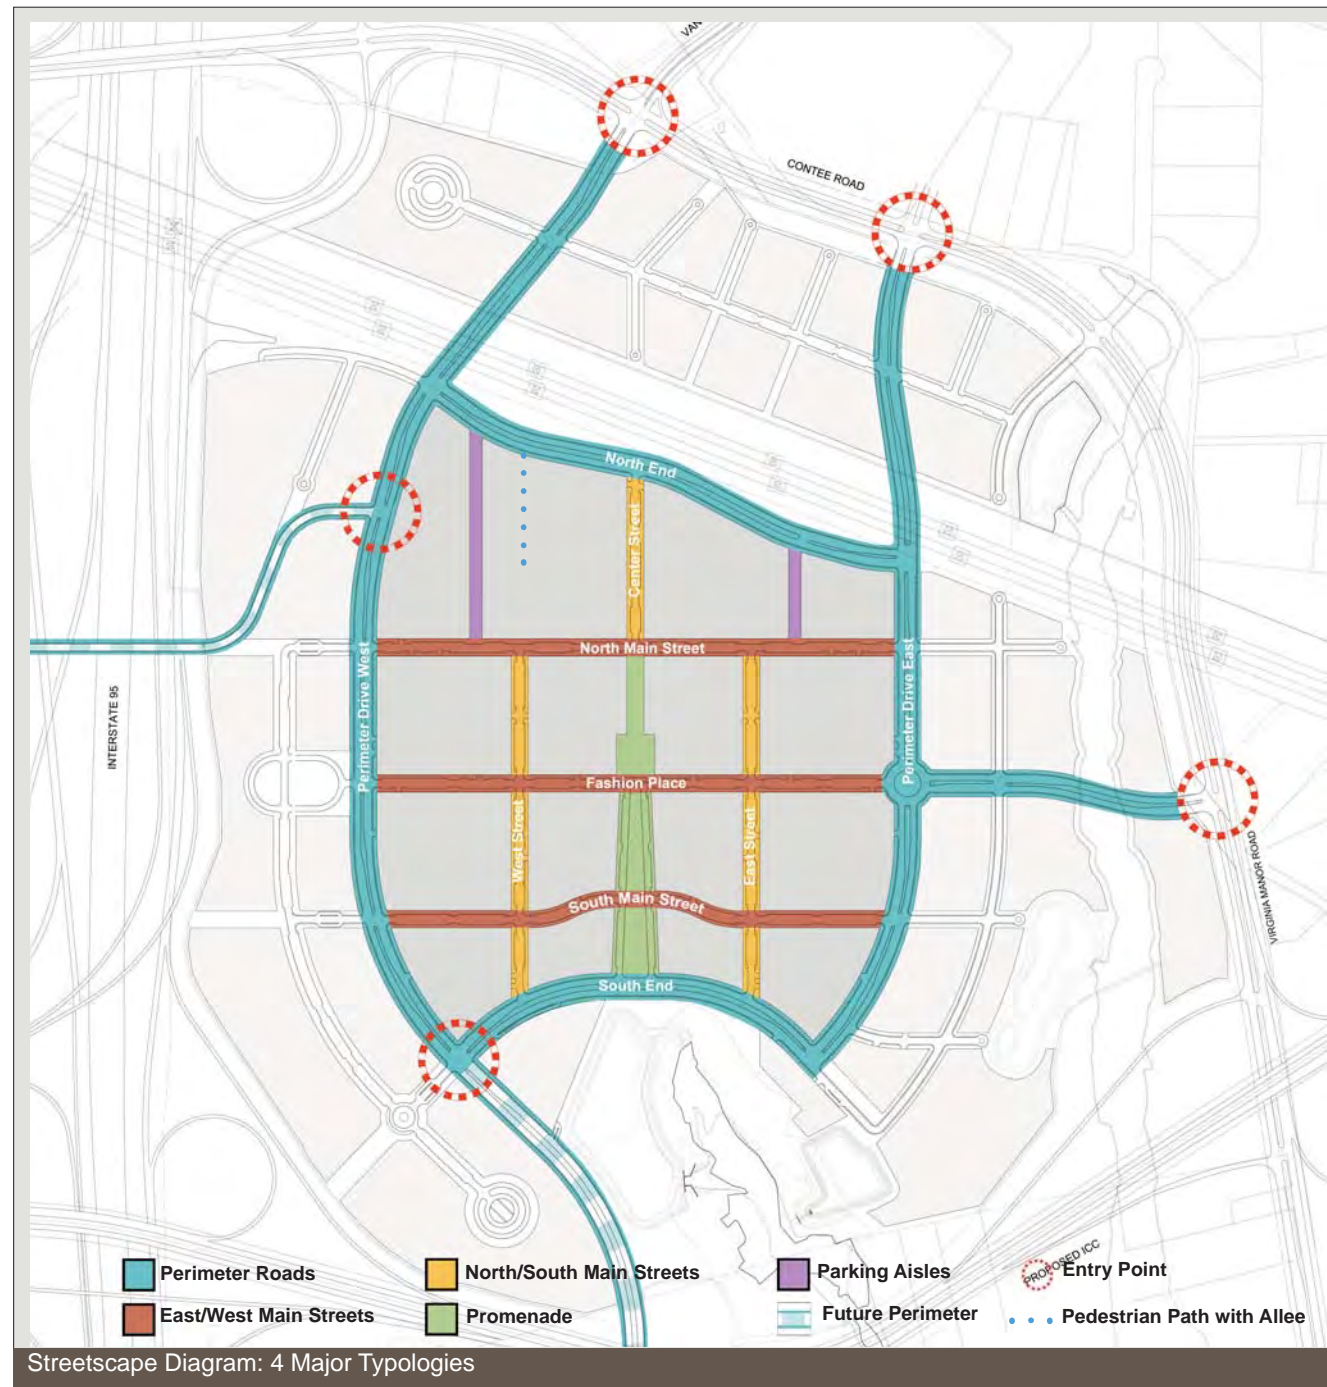 VAN
CONTEE ROAD
North End
Center Street
North Main Street
Perimeter Drive West
Perimeter Drive East
INTERSTATE 95
Fashion Place
West Street
East Street
South Main Street
VIRGINIA MANOR ROAD
South End
PROPOSED ICC
Perimeter Roads
North/South Main Streets
Parking Aisles
Entry Point
East/West Main Streets
Promenade
Future Perimeter
Pedestrian Path with Allee
Streetscape Diagram: 4 Major Typologies